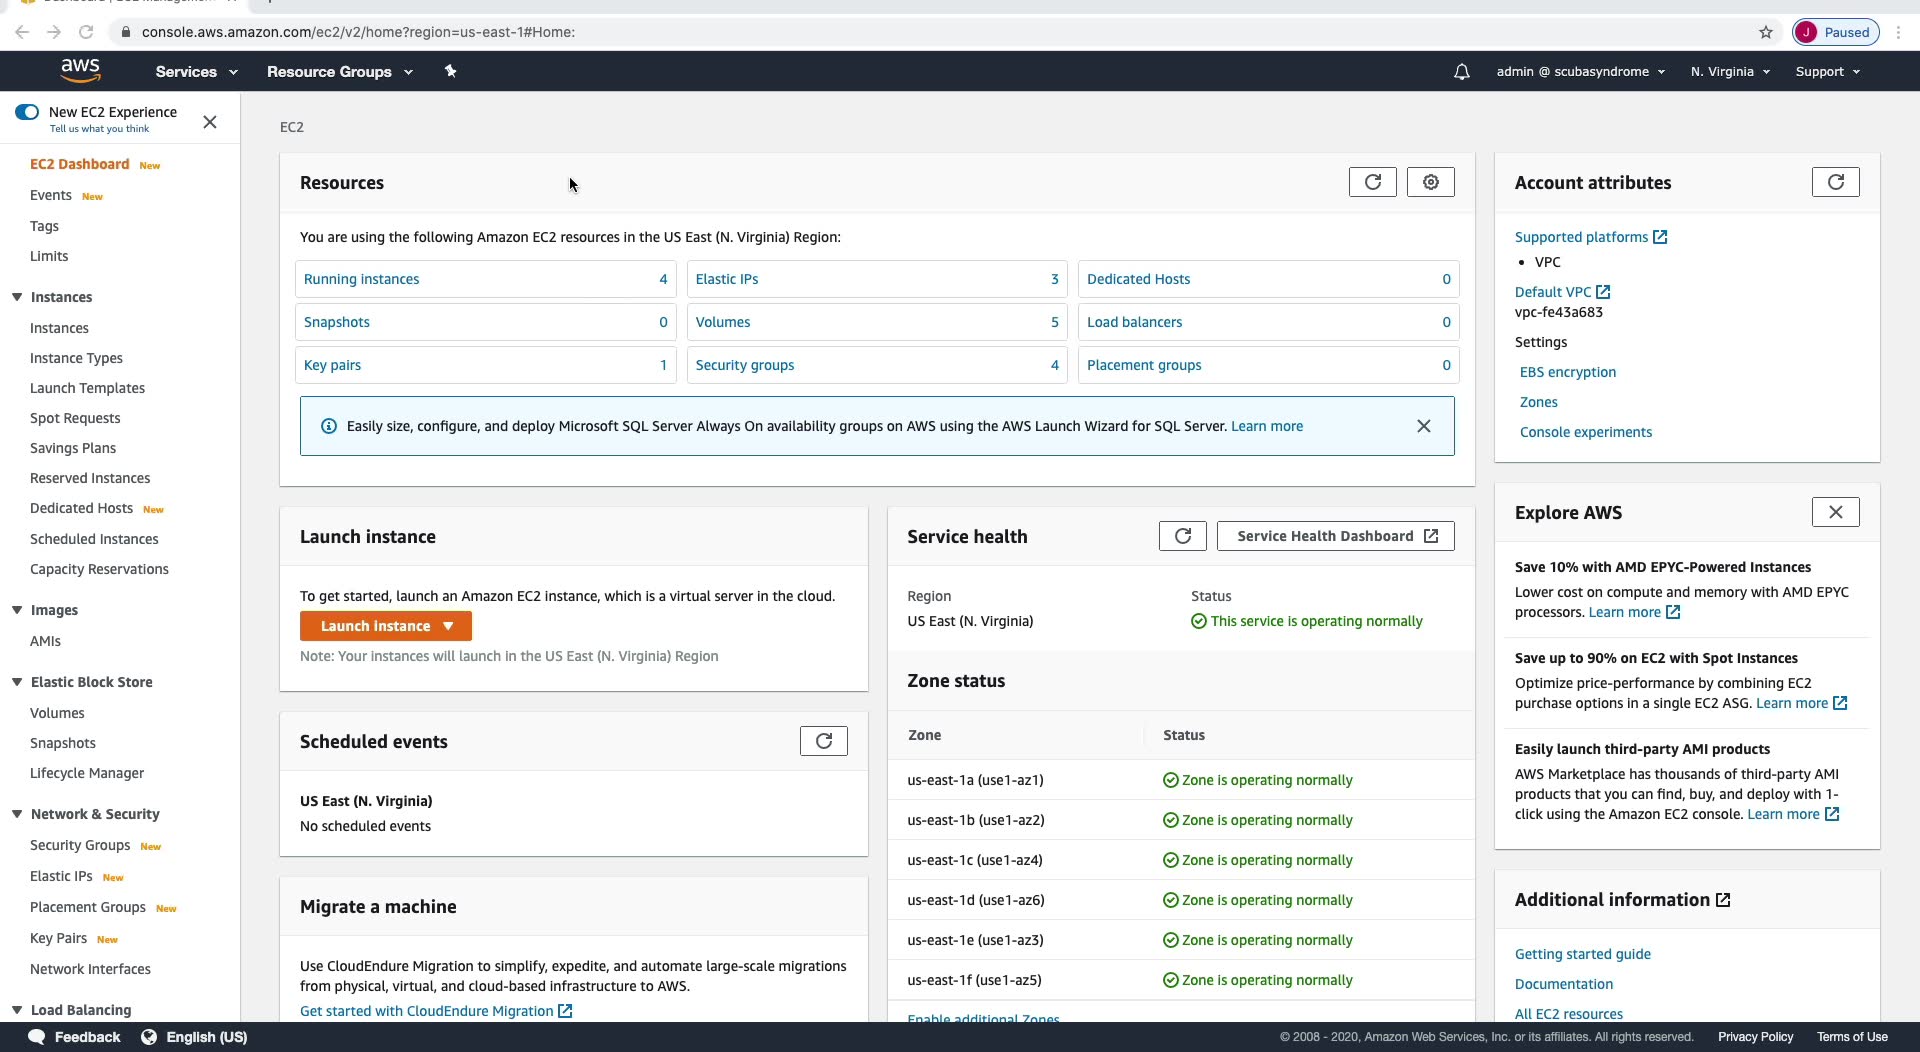 console.aws.amazon.com/ec2/v2/home?region=us-east-1#Home:
J Paused
aws
Services
Resource Groups
admin @ scubasyndrome
N. Virginia
Support
New EC2 Experience
Tell us what you think
EC2 Dashboard New
Events New
Tags
Limits
Instances
Instances
Instance Types
Launch Templates
Spot Requests
Savings Plans
Reserved Instances
Dedicated Hosts New
Scheduled Instances
Capacity Reservations
Images
AMIs
Elastic Block Store
Volumes
Snapshots
Lifecycle Manager
Network & Security
Security Groups New
Elastic IPs New
Placement Groups New
Key Pairs New
Network Interfaces
Load Balancing
EC2
Resources
You are using the following Amazon EC2 resources in the US East (N. Virginia) Region:
Running instances 4
Elastic IPs 3
Dedicated Hosts 0
Snapshots 0
Volumes 5
Load balancers 0
Key pairs 1
Security groups 4
Placement groups 0
Easily size, configure, and deploy Microsoft SQL Server Always On availability groups on AWS using the AWS Launch Wizard for SQL Server. Learn more
Launch instance
To get started, launch an Amazon EC2 instance, which is a virtual server in the cloud.
Launch instance
Note: Your instances will launch in the US East (N. Virginia) Region
Scheduled events
US East (N. Virginia)
No scheduled events
Migrate a machine
Use CloudEndure Migration to simplify, expedite, and automate large-scale migrations
from physical, virtual, and cloud-based infrastructure to AWS.
Get started with CloudEndure Migration
Service health
Service Health Dashboard
Region
Status
US East (N. Virginia)
This service is operating normally
Zone status
Zone
Status
us-east-1a (use1-az1)
Zone is operating normally
us-east-1b (use1-az2)
Zone is operating normally
us-east-1c (use1-az4)
Zone is operating normally
us-east-1d (use1-az6)
Zone is operating normally
us-east-1e (use1-az3)
Zone is operating normally
us-east-1f (use1-az5)
Zone is operating normally
Enable additional Zones
Account attributes
Supported platforms
VPC
Default VPC
vpc-fe43a683
Settings
EBS encryption
Zones
Console experiments
Explore AWS
Save 10% with AMD EPYC-Powered Instances
Lower cost on compute and memory with AMD EPYC
processors. Learn more
Save up to 90% on EC2 with Spot Instances
Optimize price-performance by combining EC2
purchase options in a single EC2 ASG. Learn more
Easily launch third-party AMI products
AWS Marketplace has thousands of third-party AMI
products that you can find, buy, and deploy with 1-
click using the Amazon EC2 console. Learn more
Additional information
Getting started guide
Documentation
All EC2 resources
Feedback
English (US)
© 2008 - 2020, Amazon Web Services, Inc. or its affiliates. All rights reserved.
Privacy Policy
Terms of Use